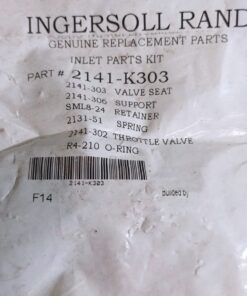 INGERSOLL RAND
GENUINE REPLACEMENT PARTS
INLET PARTS KIT
PART # 2141-K303
2141-303 VALVE SEAT
2141-306 SUPPORT
SML8-24 RETAINER
2131-51 SPRING
2141-302 THROTTLE VALVE
R4-210 O-RING
2141-K303
F14
by